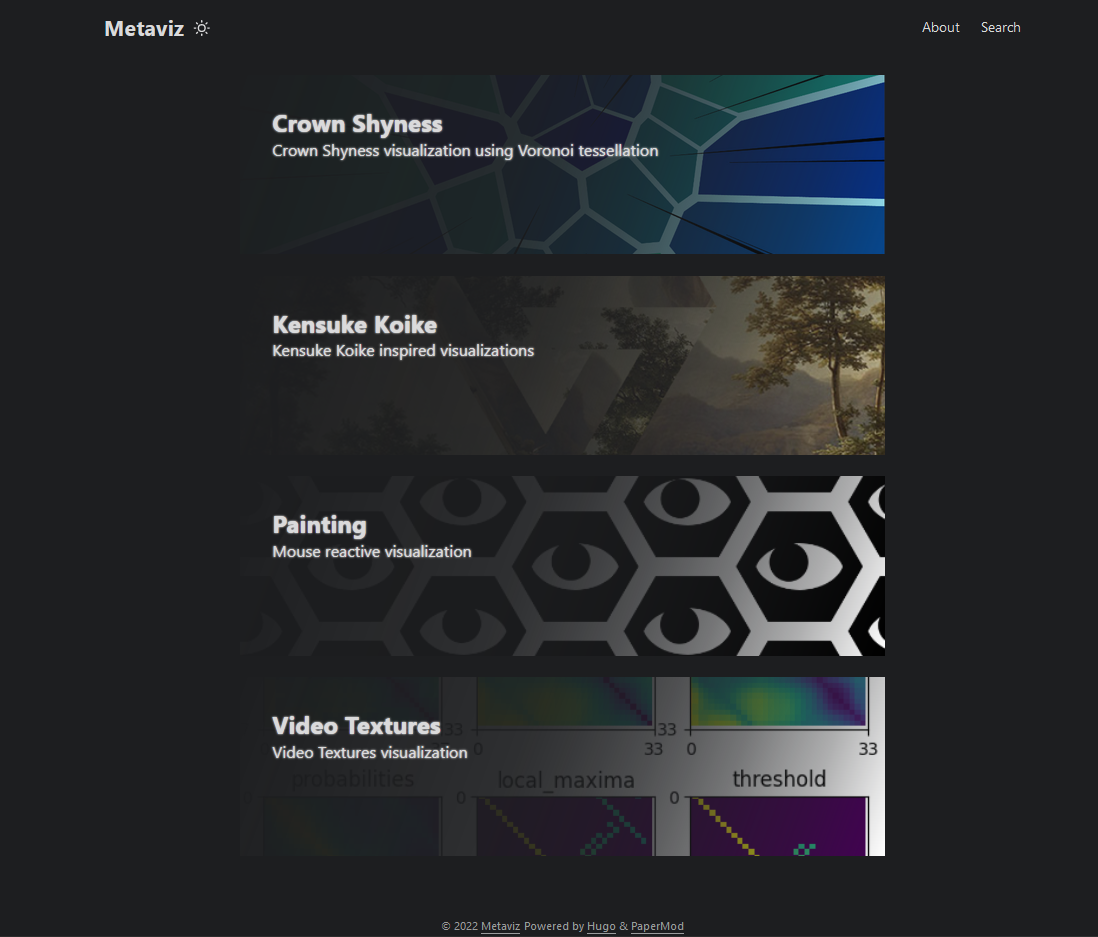 Metaviz
About Search
Crown Shyness
Crown Shyness visualization using Voronoi tessellation
Kensuke Koike
Kensuke Koike inspired visualizations
Painting
Mouse reactive visualization
Video Textures
Video Textures visualization
33 33
0 33 0 33
probabilities local_maxima threshold
0 0 0
© 2022 Metaviz Powered by Hugo & PaperMod